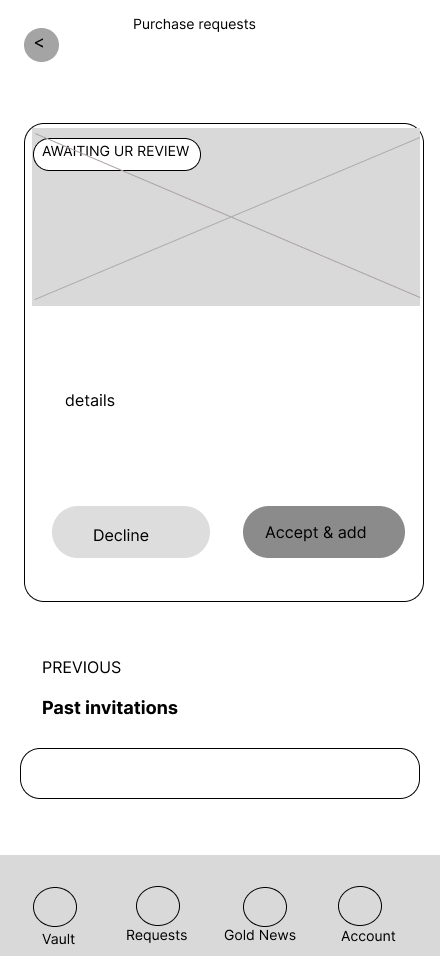 Purchase requests
<
AWAITING UR REVIEW
details
Decline
Accept & add
PREVIOUS
Past invitations
Vault
Requests
Gold News
Account